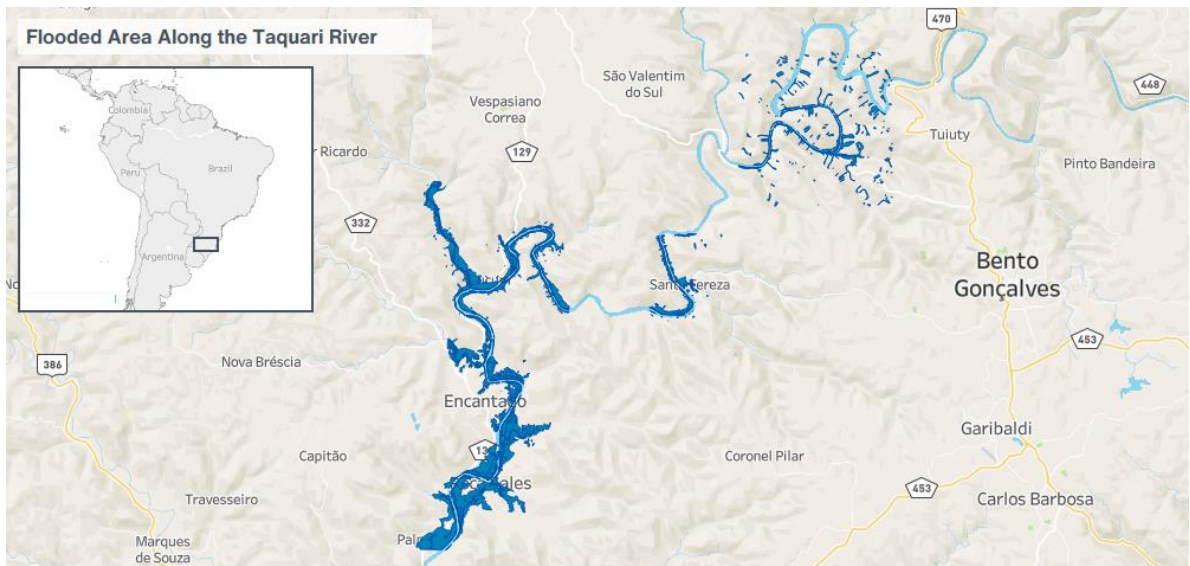 Flooded Area Along the Taquari River
Colombia
Peru
Brazil
Argentina
470
São Valentim
do Sul
448
Vespasiano
Correa
Tuiuty
Pinto Bandeira
Ricardo
129
332
Bento
Gonçalves
386
Nova Bréscia
453
Encantado
Garibaldi
Capitão
Coronel Pilar
453
Travesseiro
Carlos Barbosa
Marques
de Souza